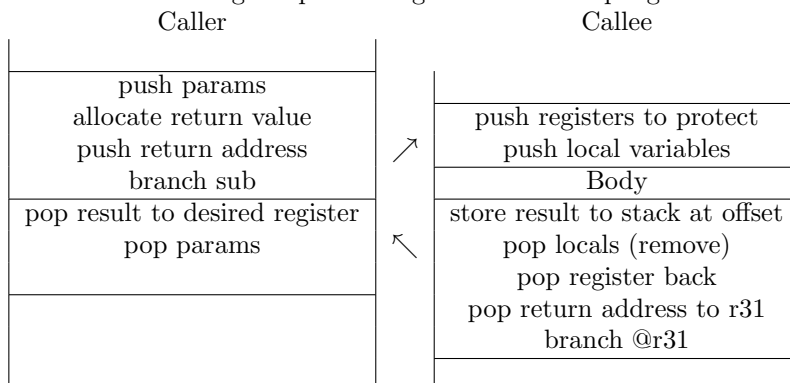 Caller
push params
allocate return value
push return address
branch sub
pop result to desired register
pop params
Callee
push registers to protect
push local variables
Body
store result to stack at offset
pop locals (remove)
pop register back
pop return address to r31
branch @r31